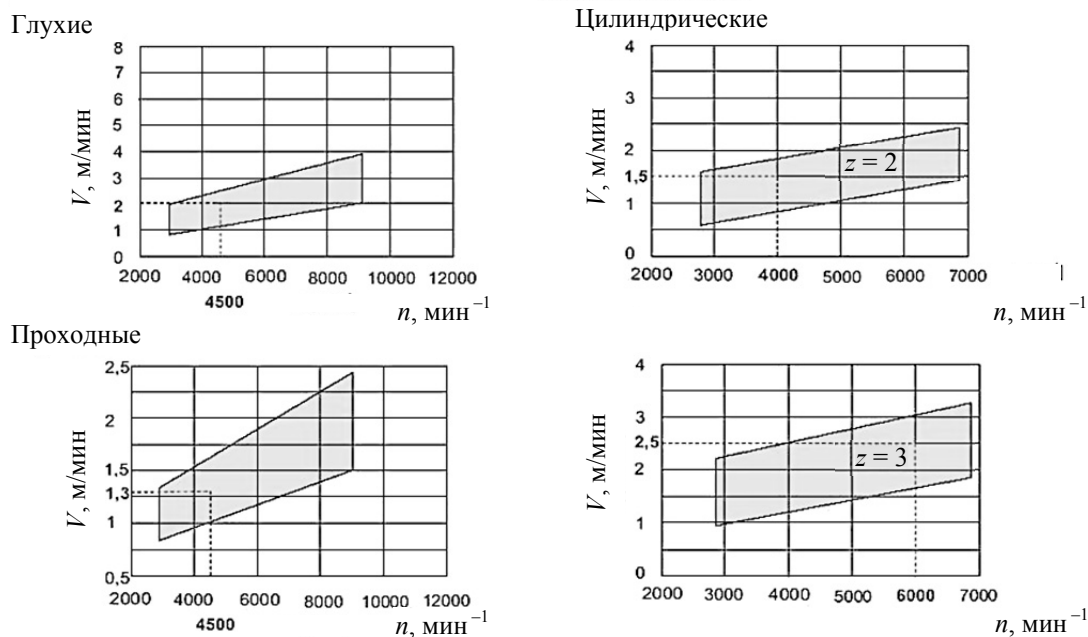 Глухие
V, м/мин
8
7
6
5
4
3
2
1
0
2000 4000 6000 8000 10000 12000
4500
n, мин –1
Цилиндрические
V, м/мин
4
3
2
1,5
1
0
z = 2
2000 3000 4000 5000 6000 7000
n, мин –1
Проходные
V, м/мин
2,5
2
1,5
1,3
1
0,5
2000 4000 6000 8000 10000 12000
4500
n, мин –1
V, м/мин
4
3
2,5
2
1
0
z = 3
2000 3000 4000 5000 6000 7000
n, мин –1